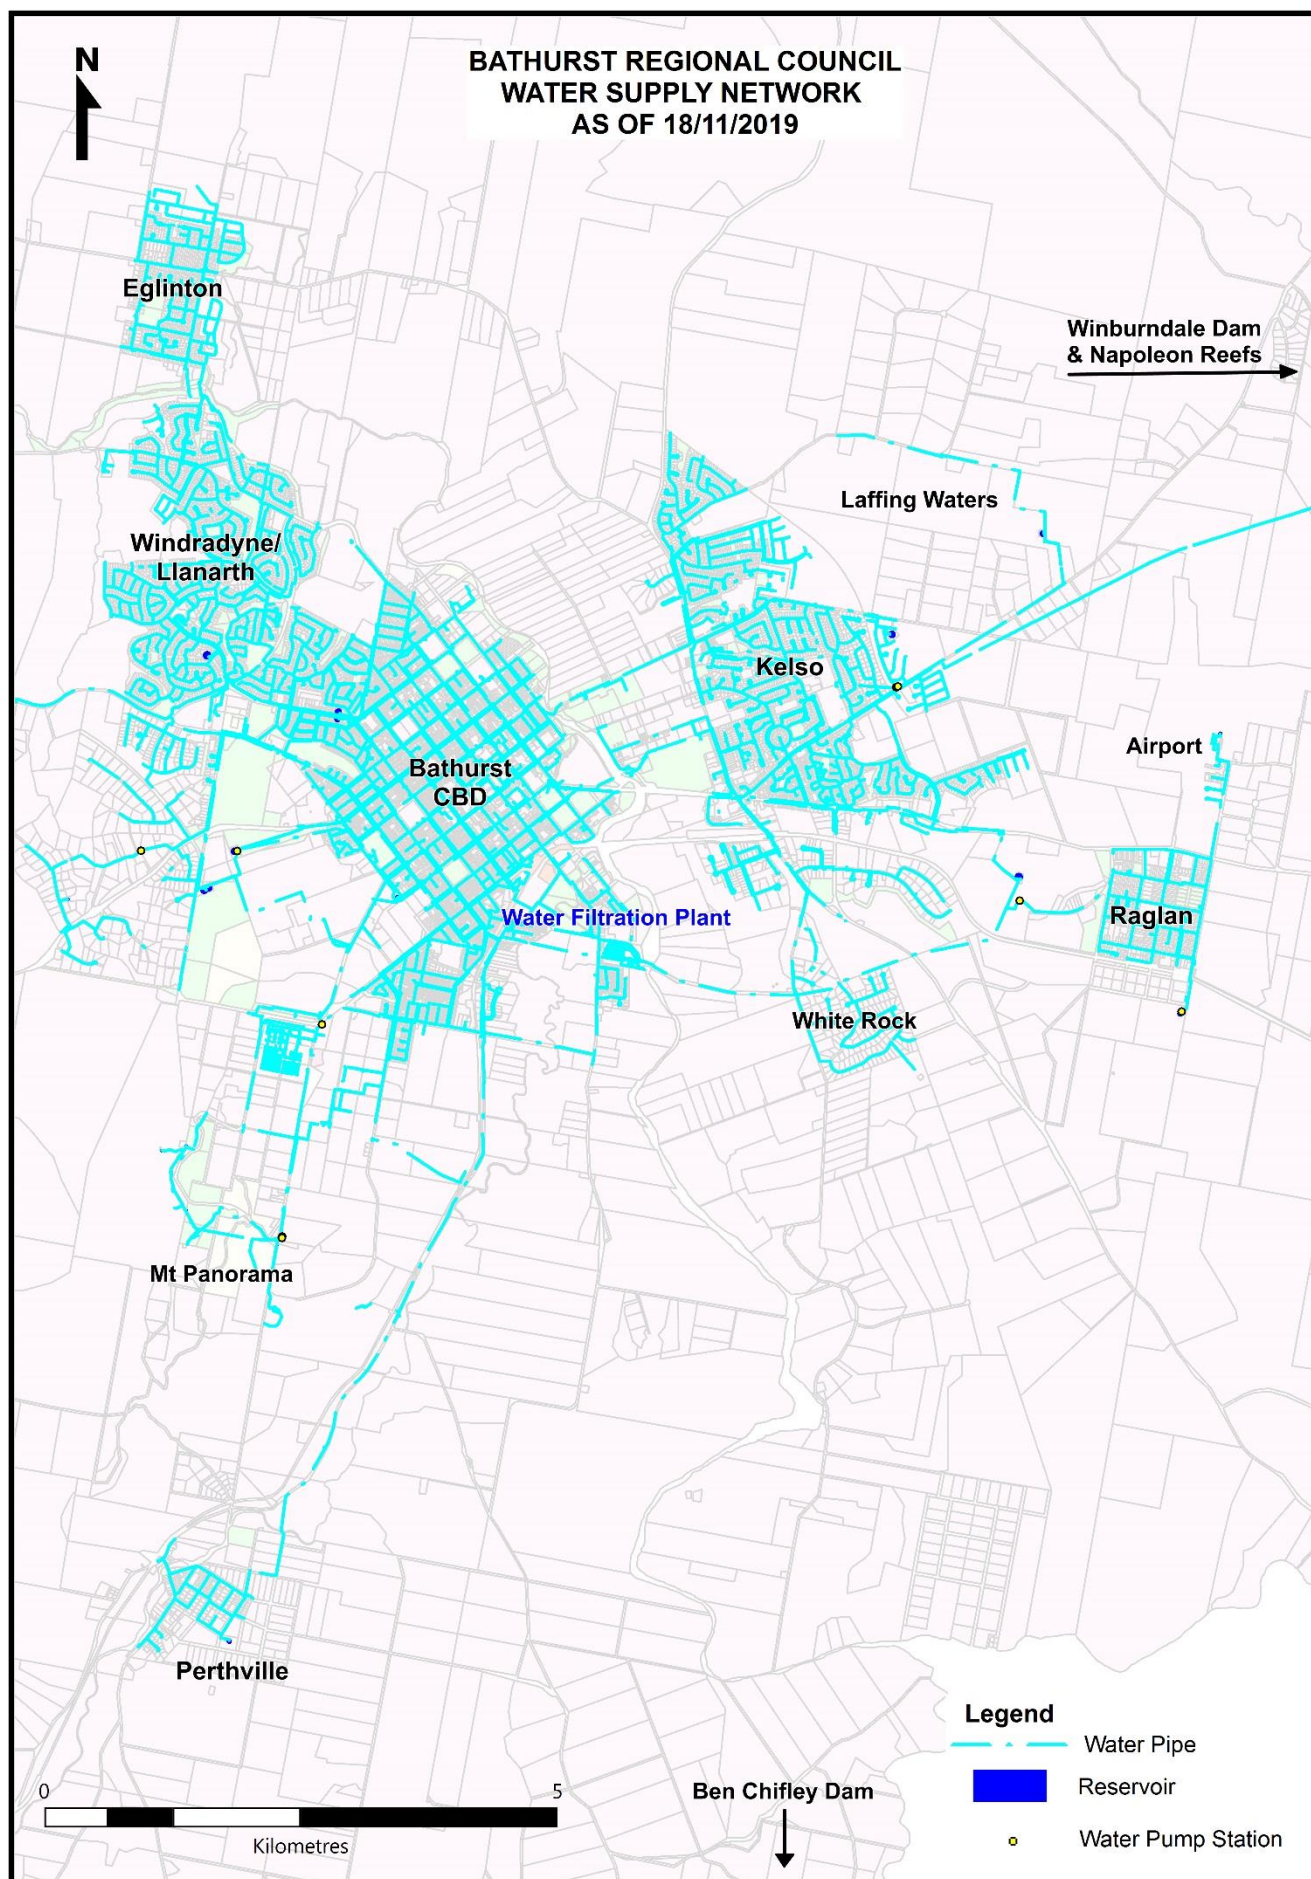 N
BATHURST REGIONAL COUNCIL
WATER SUPPLY NETWORK
AS OF 18/11/2019
Eglinton
Winburndale Dam
& Napoleon Reefs
Laffing Waters
Windradyne/
Llanarth
Kelso
Airport
Bathurst
CBD
Water Filtration Plant
Raglan
White Rock
Mt Panorama
Perthville
Legend
Water Pipe
Reservoir
Water Pump Station
Ben Chifley Dam
0 5
Kilometres